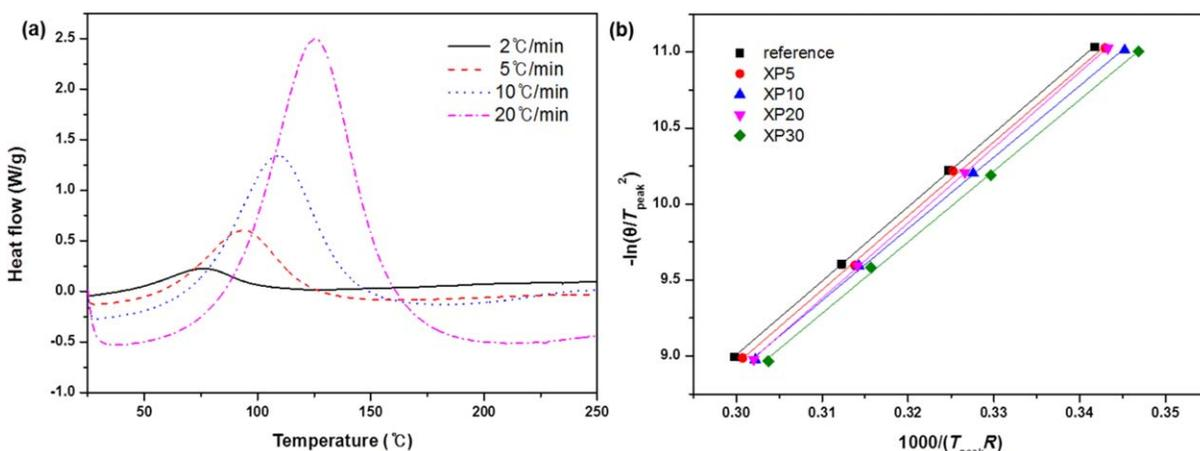 (a)
2.5
2.0
1.5
1.0
0.5
0.0
-0.5
-1.0
Heat flow (W/g)
2℃/min
5℃/min
10℃/min
20℃/min
50
100
150
200
250
Temperature (℃)
(b)
11.0
10.5
10.0
9.5
9.0
-ln(θ/Tpeak²)
reference
XP5
XP10
XP20
XP30
0.30
0.31
0.32
0.33
0.34
0.35
1000/(TpeakR)